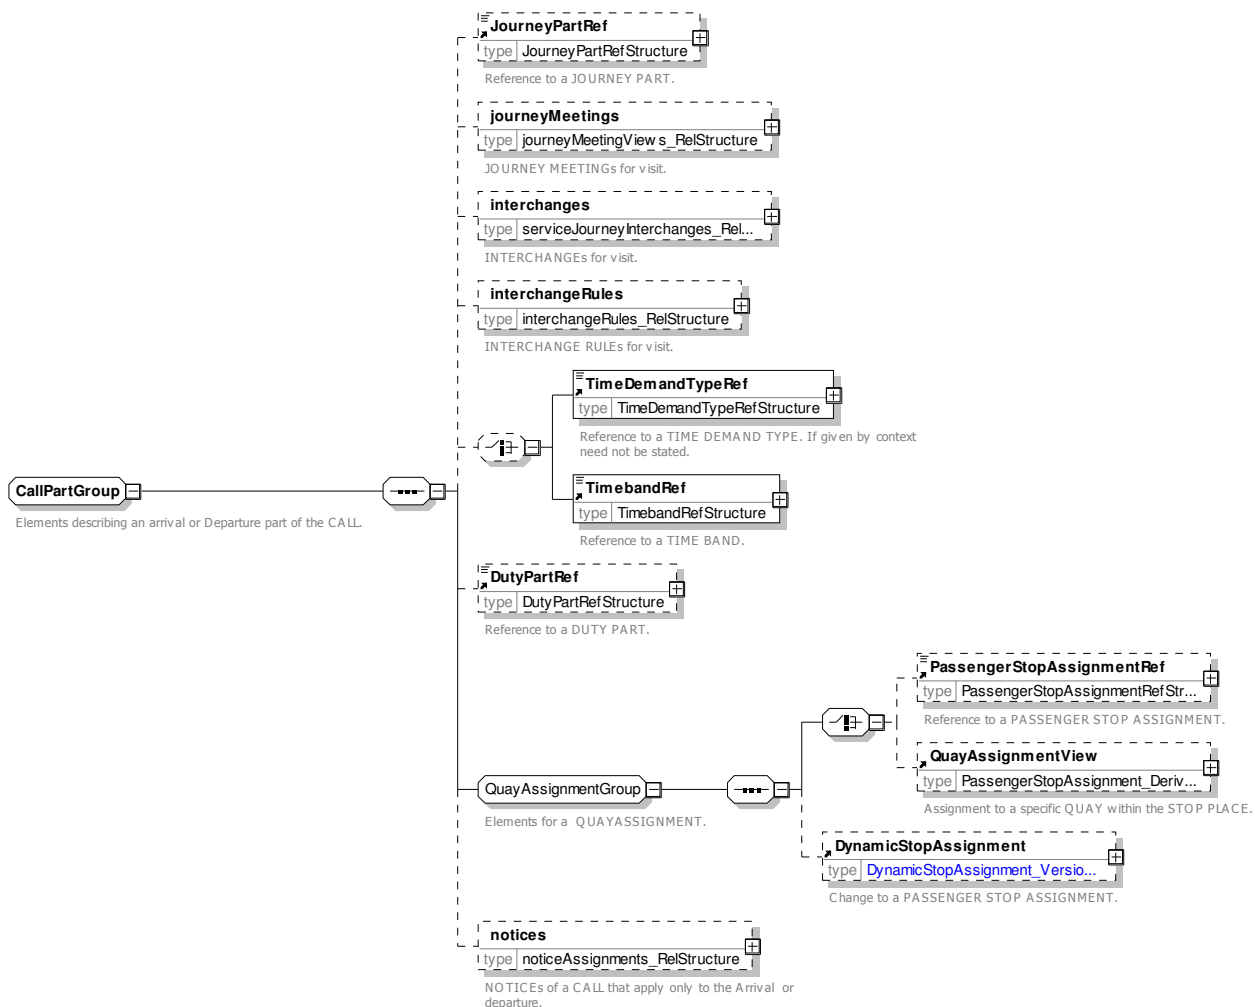 JourneyPartRef
type JourneyPartRefStructure
Reference to a JOURNEY PART.
journeyMeetings
type journeyMeetingViews_RelStructure
JOURNEY MEETINGs for visit.
interchanges
type serviceJourneyInterchanges_Rel...
INTERCHANGEs for visit.
interchangeRules
type interchangeRules_RelStructure
INTERCHANGE RULEs for visit.
TimeDemandTypeRef
type TimeDemandTypeRefStructure
Reference to a TIME DEMAND TYPE. If given by context
need not be stated.
CallPartGroup
Elements describing an arrival or Departure part of the CALL.
TimebandRef
type TimebandRefStructure
Reference to a TIME BAND.
DutyPartRef
type DutyPartRefStructure
Reference to a DUTY PART.
PassengerStopAssignmentRef
type PassengerStopAssignmentRefStr...
Reference to a PASSENGER STOP ASSIGNMENT.
QuayAssignmentView
type PassengerStopAssignment_Deriv...
Assignment to a specific QUAY within the STOP PLACE.
QuayAssignmentGroup
Elements for a QUAYASSIGNMENT.
DynamicStopAssignment
type DynamicStopAssignment_Versio...
Change to a PASSENGER STOP ASSIGNMENT.
notices
type noticeAssignments_RelStructure
NOTICEs of a CALL that apply only to the Arrival or
departure.